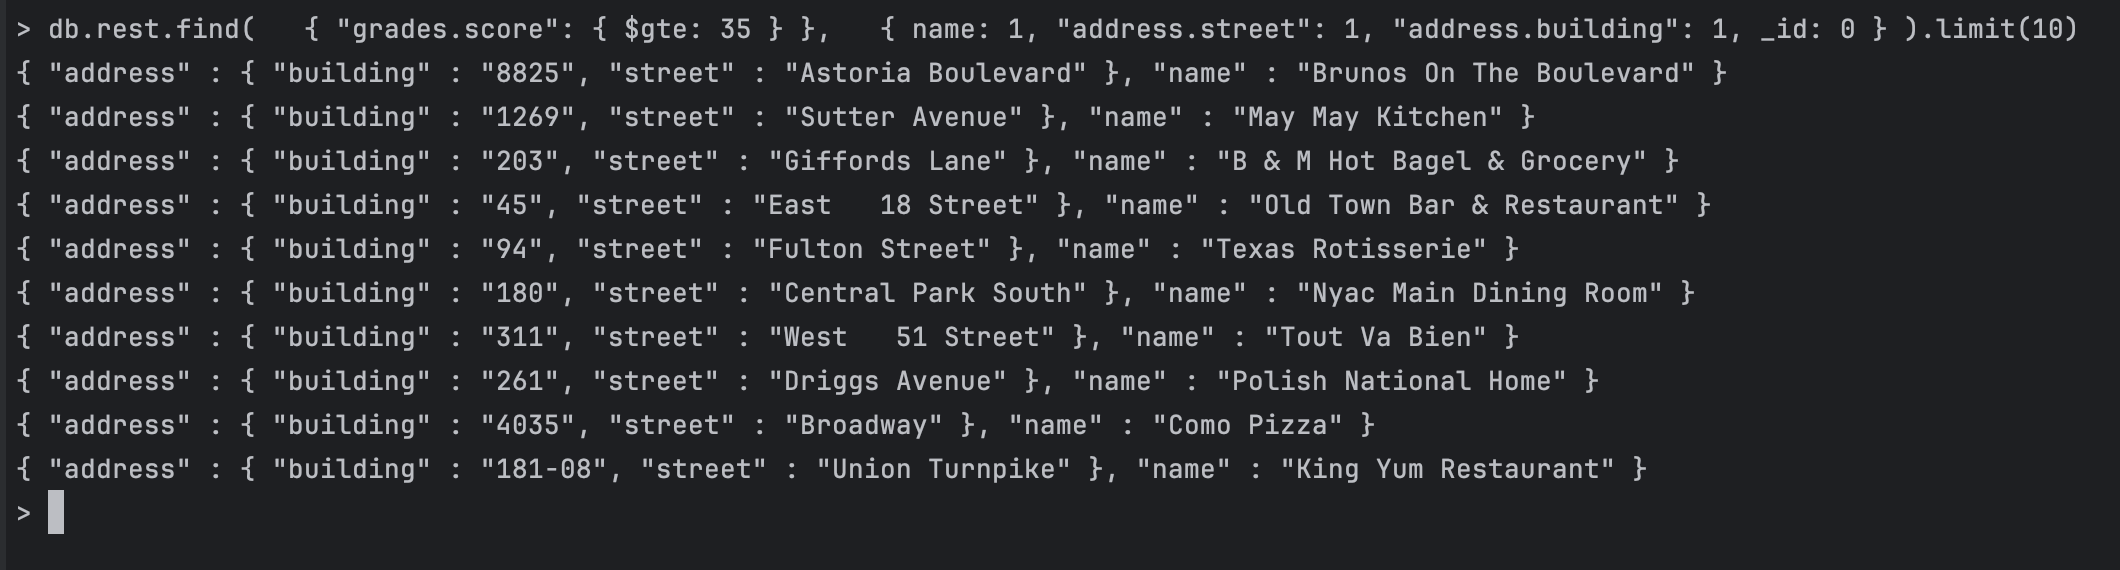 > db.rest.find(   { "grades.score": { $gte: 35 } },   { name: 1, "address.street": 1, "address.building": 1, _id: 0 } ).limit(10)
{ "address" : { "building" : "8825", "street" : "Astoria Boulevard" }, "name" : "Brunos On The Boulevard" }
{ "address" : { "building" : "1269", "street" : "Sutter Avenue" }, "name" : "May May Kitchen" }
{ "address" : { "building" : "203", "street" : "Giffords Lane" }, "name" : "B & M Hot Bagel & Grocery" }
{ "address" : { "building" : "45", "street" : "East   18 Street" }, "name" : "Old Town Bar & Restaurant" }
{ "address" : { "building" : "94", "street" : "Fulton Street" }, "name" : "Texas Rotisserie" }
{ "address" : { "building" : "180", "street" : "Central Park South" }, "name" : "Nyac Main Dining Room" }
{ "address" : { "building" : "311", "street" : "West   51 Street" }, "name" : "Tout Va Bien" }
{ "address" : { "building" : "261", "street" : "Driggs Avenue" }, "name" : "Polish National Home" }
{ "address" : { "building" : "4035", "street" : "Broadway" }, "name" : "Como Pizza" }
{ "address" : { "building" : "181-08", "street" : "Union Turnpike" }, "name" : "King Yum Restaurant" }
>